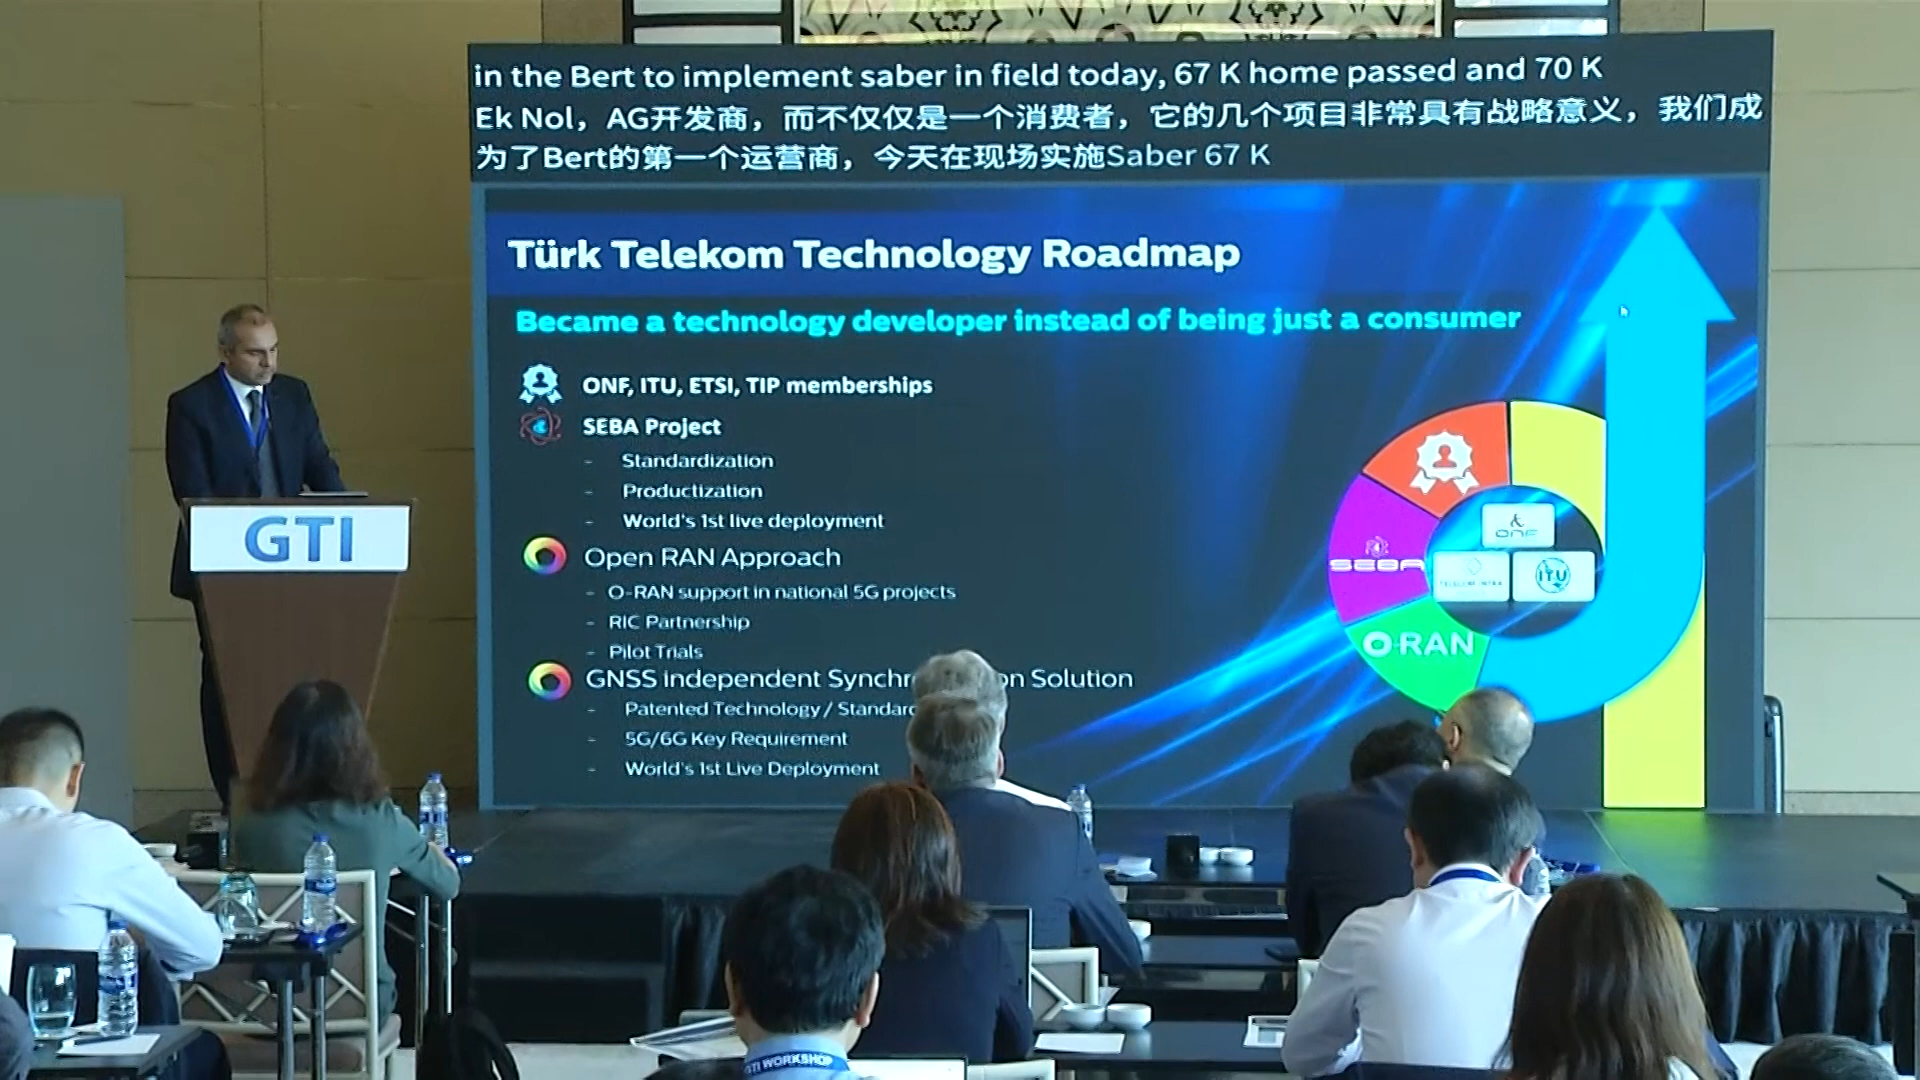 in the Bert to implement saber in field today, 67 K home passed and 70 K
Ek Nol，AG开发商，而不仅仅是一个消费者，它的几个项目非常具有战略意义，我们成
为了Bert的第一个运营商，今天在现场实施Saber 67 K
Türk Telekom Technology Roadmap
Became a technology developer instead of being just a consumer
ONF, ITU, ETSI, TIP memberships
SEBA Project
- Standardization
- Productization
- World's 1st live deployment
Open RAN Approach
- O-RAN support in national 5G projects
- RIC Partnership
- Pilot Trials
GNSS independent Solution
- Patented Technology /
- 5G/6G Key Requirement
- World's 1st Live Deployment
ONF
SEBA
ITU
O-RAN
GTI
GTI WORKSHOP